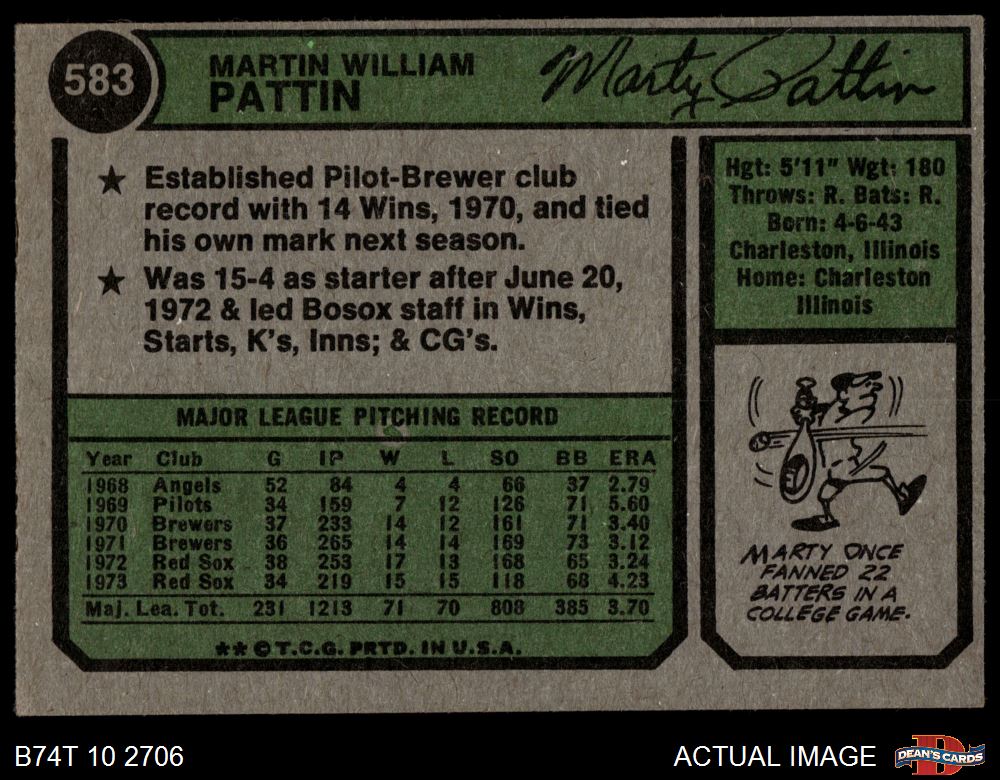 583
MARTIN WILLIAM
PATTIN
Marty Pattin
★ Established Pilot-Brewer club
record with 14 Wins, 1970, and tied
his own mark next season.
★ Was 15-4 as starter after June 20,
1972 & led Bosox staff in Wins,
Starts, K's, Inns; & CG's.
Hgt: 5'11" Wgt: 180
Throws: R. Bats: R.
Born: 4-6-43
Charleston, Illinois
Home: Charleston
Illinois
MAJOR LEAGUE PITCHING RECORD
Year Club G IP W L SO BB ERA
1968 Angels 52 84 4 4 66 37 2.79
1969 Pilots 34 159 7 12 126 71 5.60
1970 Brewers 37 233 14 12 161 71 3.40
1971 Brewers 36 265 14 14 169 73 3.12
1972 Red Sox 38 253 17 13 168 65 3.24
1973 Red Sox 34 219 15 15 118 68 4.23
Maj. Lea. Tot. 231 1213 71 70 808 385 3.70
**© T.C.G. PRTD. IN U.S.A.
MARTY ONCE
FANNED 22
BATTERS IN A
COLLEGE GAME.
B74T 10 2706
ACTUAL IMAGE
D
DEAN'S CARDS